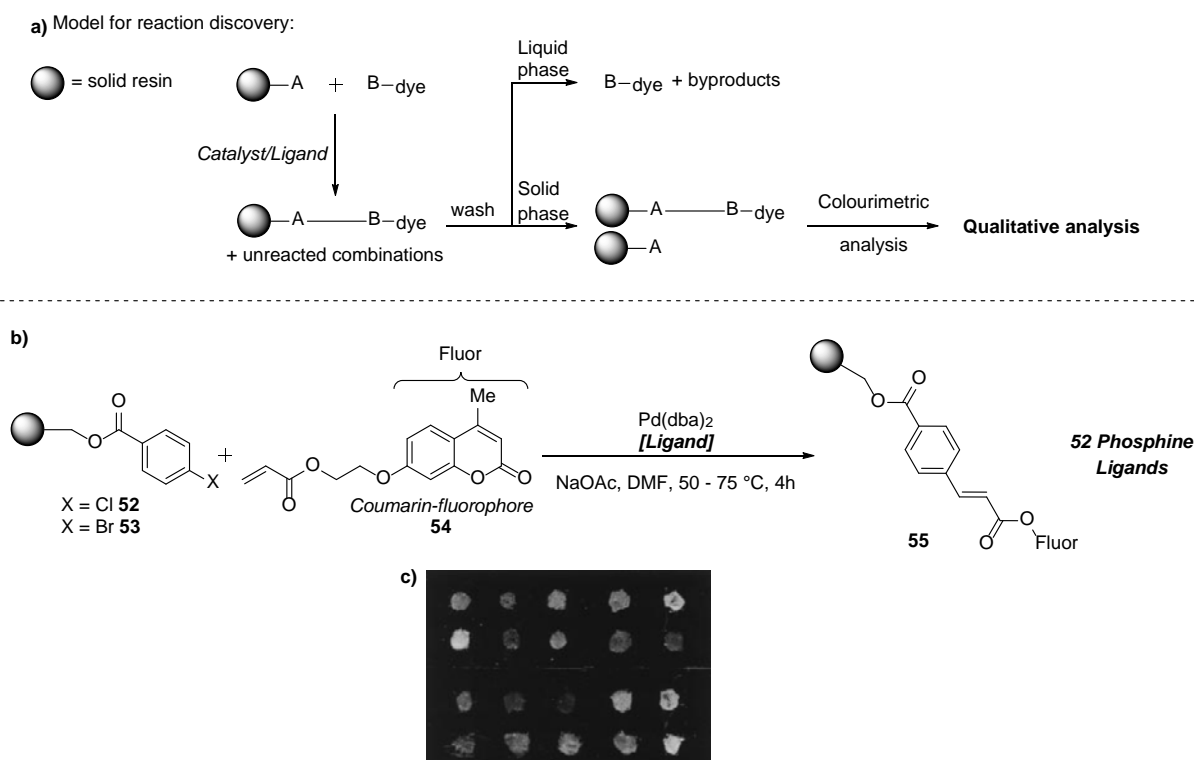 a) Model for reaction discovery:
= solid resin
A + B–dye
Catalyst/Ligand
A B–dye
+ unreacted combinations
wash
Liquid
phase
B–dye + byproducts
Solid
phase
A B–dye
A
Colourimetric
analysis
Qualitative analysis
b)
O
O
X
X = Cl 52
X = Br 53
+
Fluor
Me
O
O
O
O
O
Coumarin-fluorophore
54
Pd(dba)2
[Ligand]
NaOAc, DMF, 50 - 75 °C, 4h
O
O
O
O
Fluor
55
52 Phosphine
Ligands
c)